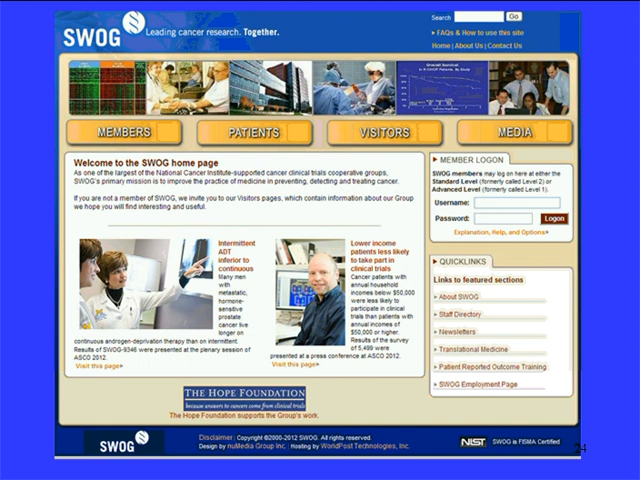 SWOG
Leading cancer research. Together.
Search
Go
FAQs & How to use this site
Home | About Us | Contact Us
MEMBERS
PATIENTS
VISITORS
MEDIA
Welcome to the SWOG home page
As one of the largest of the National Cancer Institute-supported cancer clinical trials cooperative groups,
SWOG's primary mission is to improve the practice of medicine in preventing, detecting and treating cancer.
If you are not a member of SWOG, we invite you to our Visitors pages, which contain information about our Group
we hope you will find interesting and useful.
Intermittent
ADT
inferior to
continuous
Many men
with
metastatic,
hormone-
sensitive
prostate
cancer live
longer on
continuous androgen-deprivation therapy than on intermittent.
Results of SWOG-9346 were presented at the plenary session of
ASCO 2012.
Visit this page
Lower income
patients less likely
to take part in
clinical trials
Cancer patients with
annual household
incomes below $50,000
were less likely to
participate in clinical
trials than patients with
annual incomes of
$50,000 or higher.
Results of the survey
of 5,499 were
presented at a press conference at ASCO 2012.
Visit this page
MEMBER LOGON
SWOG members may log on here at either the
Standard Level (formerly called Level 2) or
Advanced Level (formerly called Level 1).
Username:
Password:
Logon
Explanation, Help, and Options
QUICKLINKS
Links to featured sections
About SWOG
Staff Directory
Newsletters
Translational Medicine
Patient Reported Outcome Training
SWOG Employment Page
THE HOPE FOUNDATION
because answers to cancers come from clinical trials
The Hope Foundation supports the Group's work.
SWOG
Disclaimer | Copyright ©2000-2012 SWOG. All rights reserved.
Design by nuMedia Group Inc. | Hosting by WorldPost Technologies, Inc.
NIST
SWOG is FISMA Certified
24